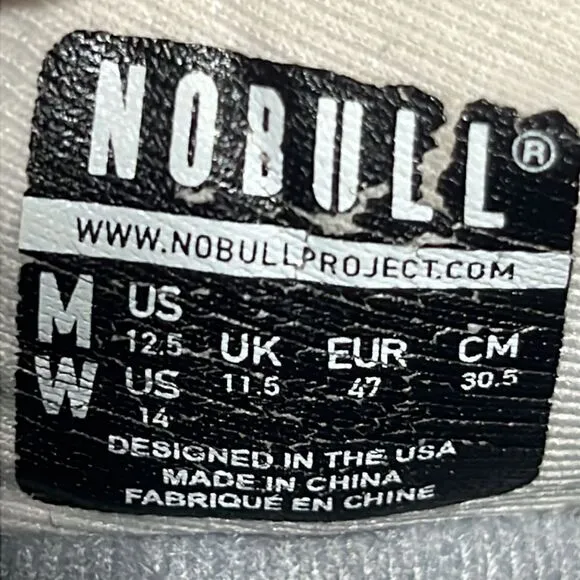 NOBULL®
WWW.NOBULLPROJECT.COM
M US 12.5 UK 11.5 EUR 47 CM 30.5
W US 14
DESIGNED IN THE USA
MADE IN CHINA
FABRIQUÉ EN CHINE